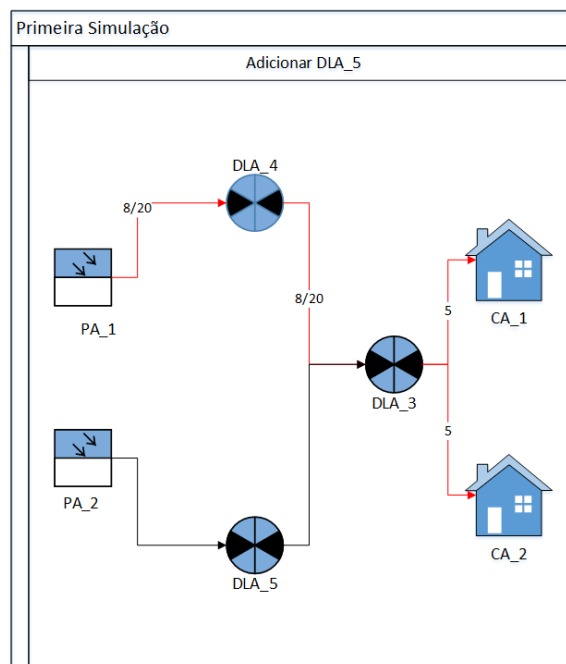 Primeira Simulação
Adicionar DLA_5
DLA_4
8/20
PA_1
8/20
5
CA_1
DLA_3
5
PA_2
DLA_5
CA_2